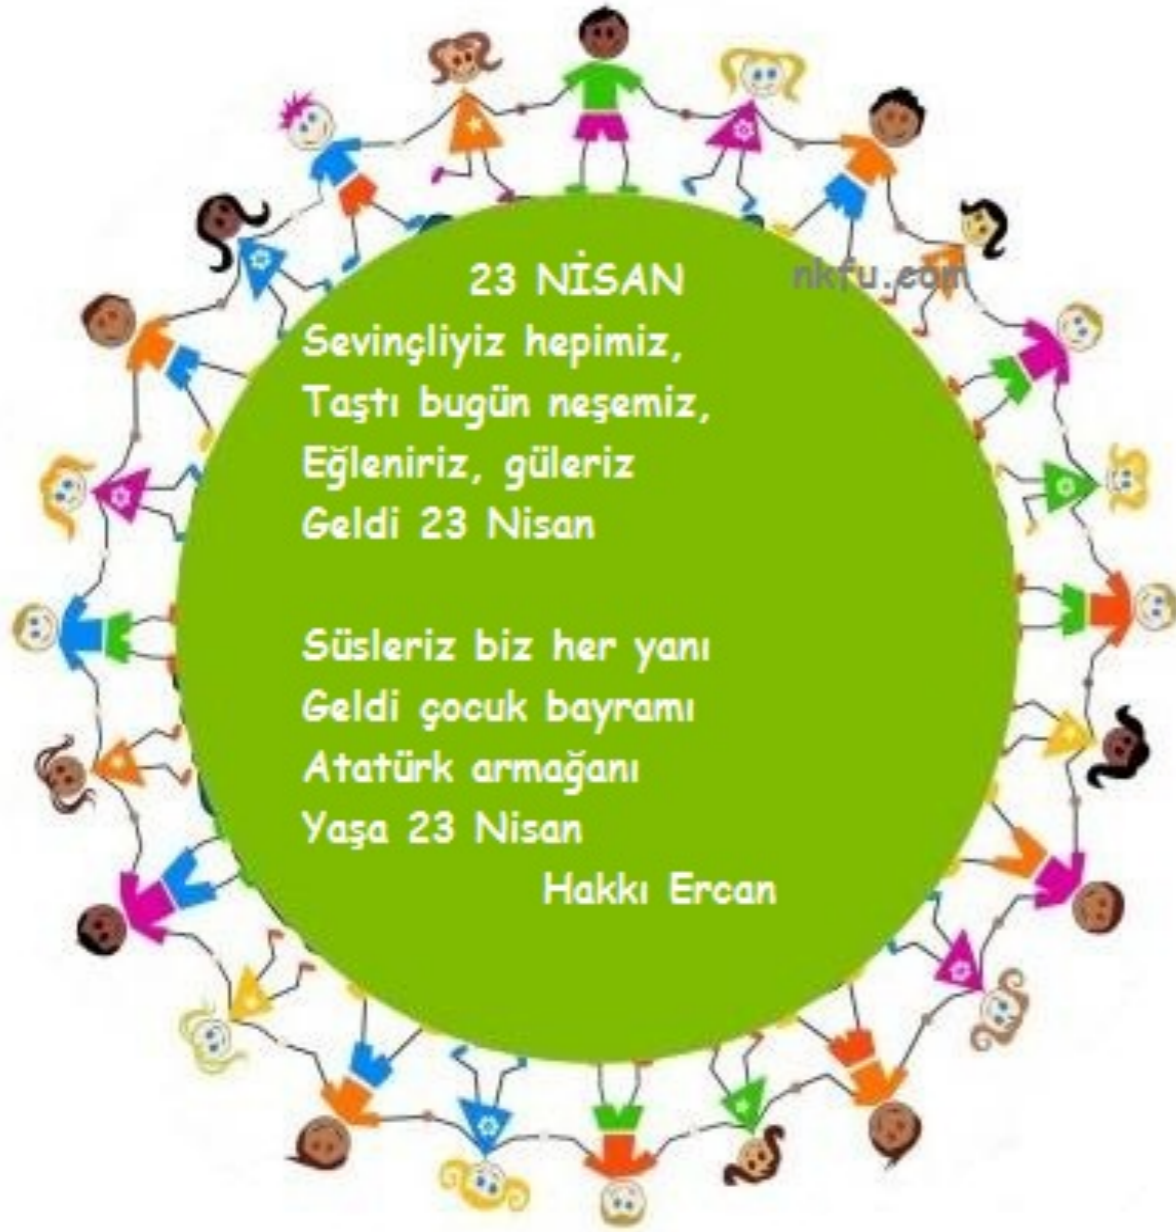 23 NİSAN
nkfu.com
Sevinçliyiz hepimiz,
Taştı bugün neşemiz,
Eğleniriz, güleriz
Geldi 23 Nisan
Süsleriz biz her yanı
Geldi çocuk bayramı
Atatürk armağanı
Yaşa 23 Nisan
Hakkı Ercan